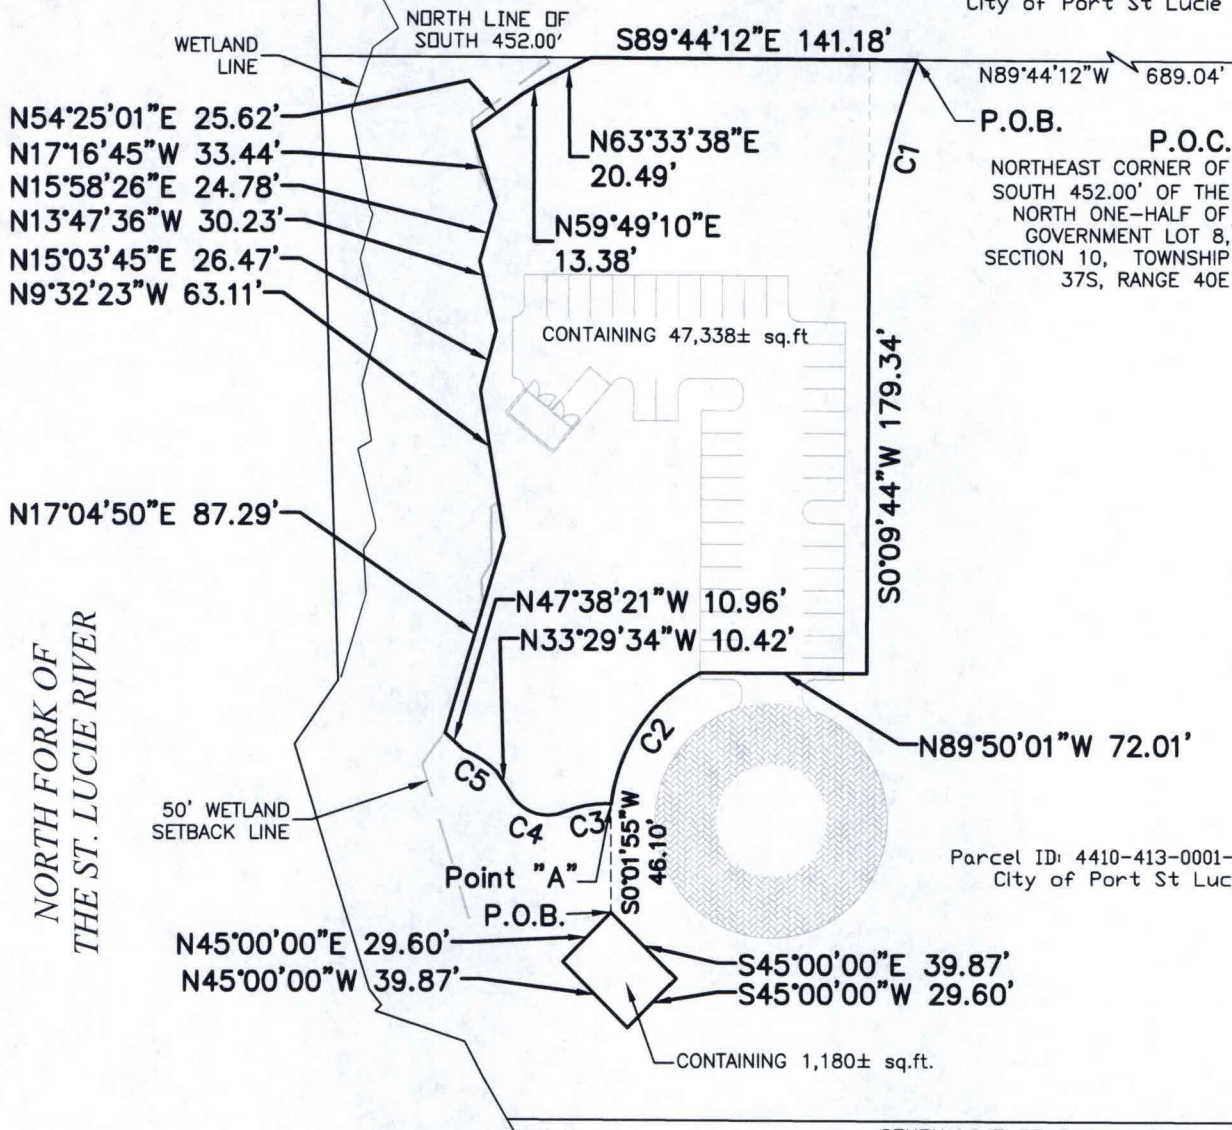 City of Port St Lucie
NORTH LINE OF
SOUTH 452.00'
WETLAND
LINE
S89°44'12"E 141.18'
N89°44'12"W 689.04'
P.O.B.
P.O.C.
NORTHEAST CORNER OF
SOUTH 452.00' OF THE
NORTH ONE-HALF OF
GOVERNMENT LOT 8,
SECTION 10, TOWNSHIP
37S, RANGE 40E
C1
N54°25'01"E 25.62'
N17°16'45"W 33.44'
N15°58'26"E 24.78'
N13°47'36"W 30.23'
N15°03'45"E 26.47'
N9°32'23"W 63.11'
N63°33'38"E
20.49'
N59°49'10"E
13.38'
CONTAINING 47,338± sq.ft
S0°09'44"W 179.34'
N17°04'50"E 87.29'
N47°38'21"W 10.96'
N33°29'34"W 10.42'
NORTH FORK OF
THE ST. LUCIE RIVER
C2
N89°50'01"W 72.01'
C5
C4
C3
50' WETLAND
SETBACK LINE
S0°01'55"W
46.10'
Point "A"
P.O.B.
Parcel ID: 4410-413-0001-
City of Port St Luc
N45°00'00"E 29.60'
N45°00'00"W 39.87'
S45°00'00"E 39.87'
S45°00'00"W 29.60'
CONTAINING 1,180± sq.ft.